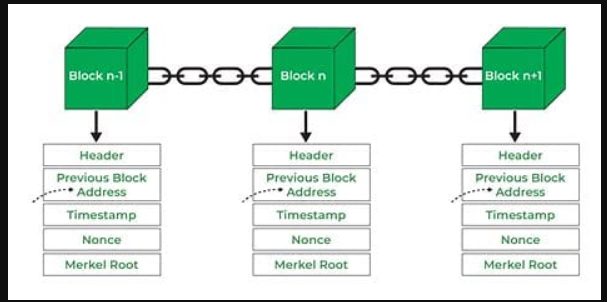 Block n-1
Block n
Block n+1
Header
Previous Block
Address
Timestamp
Nonce
Merkel Root
Header
Previous Block
Address
Timestamp
Nonce
Merkel Root
Header
Previous Block
Address
Timestamp
Nonce
Merkel Root